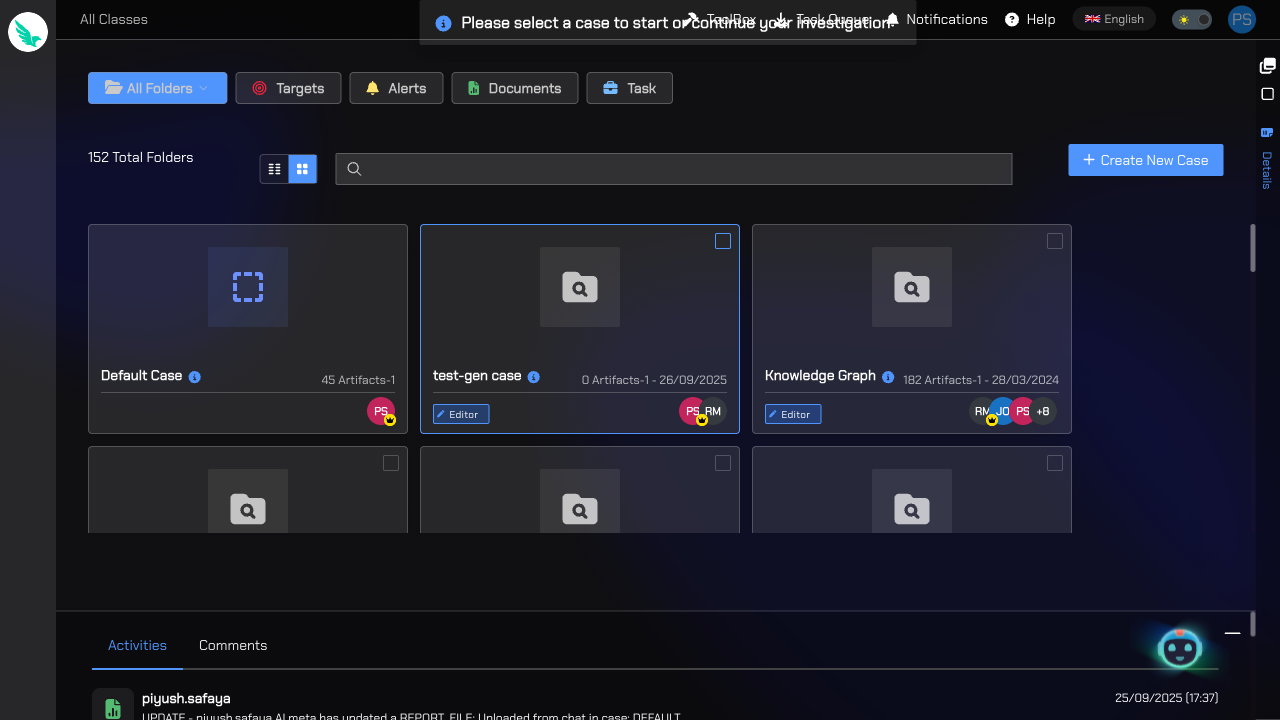 All Classes
Please select a case to start or continue your investigation!
ToolBox
Task Queue
Notifications
Help
English
PS
All Folders
Targets
Alerts
Documents
Task
152 Total Folders
Create New Case
Details
Default Case
45 Artifacts-1
PS
test-gen case
0 Artifacts-1 - 26/09/2025
Editor
PS
RM
Knowledge Graph
182 Artifacts-1 - 28/03/2024
Editor
RM
JO
PS
+8
Activities
Comments
piyush.safaya
25/09/2025 [17:37]
UPDATE - piyush.safaya AI meta has updated a REPORT_FILE: Uploaded from chat in case: DEFAULT